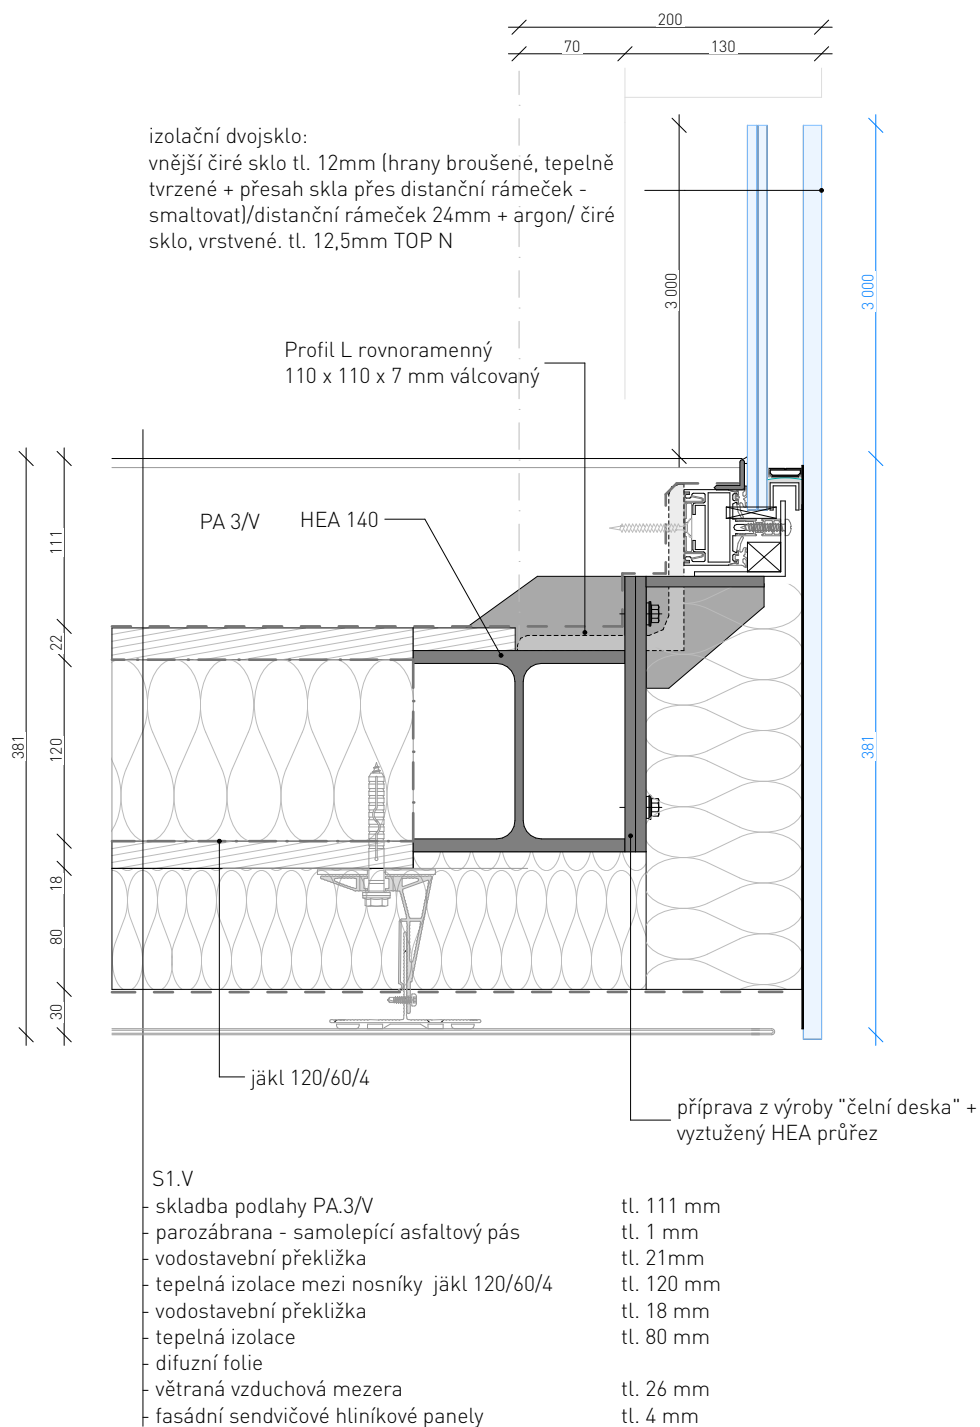 200
70
130
izolační dvojsklo:
vnější čiré sklo tl. 12mm (hrany broušené, tepelně
tvrzené + přesah skla přes distanční rámeček -
smaltovat)/distanční rámeček 24mm + argon/ čiré
sklo, vrstvené. tl. 12,5mm TOP N
3 000
3 000
Profil L rovnoramenný
110 x 110 x 7 mm válcovaný
PA 3/V
HEA 140
111
22
120
18
80
30
381
381
jäkl 120/60/4
příprava z výroby "čelní deska" +
vyztužený HEA průřez
S1.V
- skladba podlahy PA.3/V tl. 111 mm
- parozábrana - samolepící asfaltový pás tl. 1 mm
- vodostavební překližka tl. 21mm
- tepelná izolace mezi nosníky jäkl 120/60/4 tl. 120 mm
- vodostavební překližka tl. 18 mm
- tepelná izolace tl. 80 mm
- difuzní folie
- větraná vzduchová mezera tl. 26 mm
- fasádní sendvičové hliníkové panely tl. 4 mm